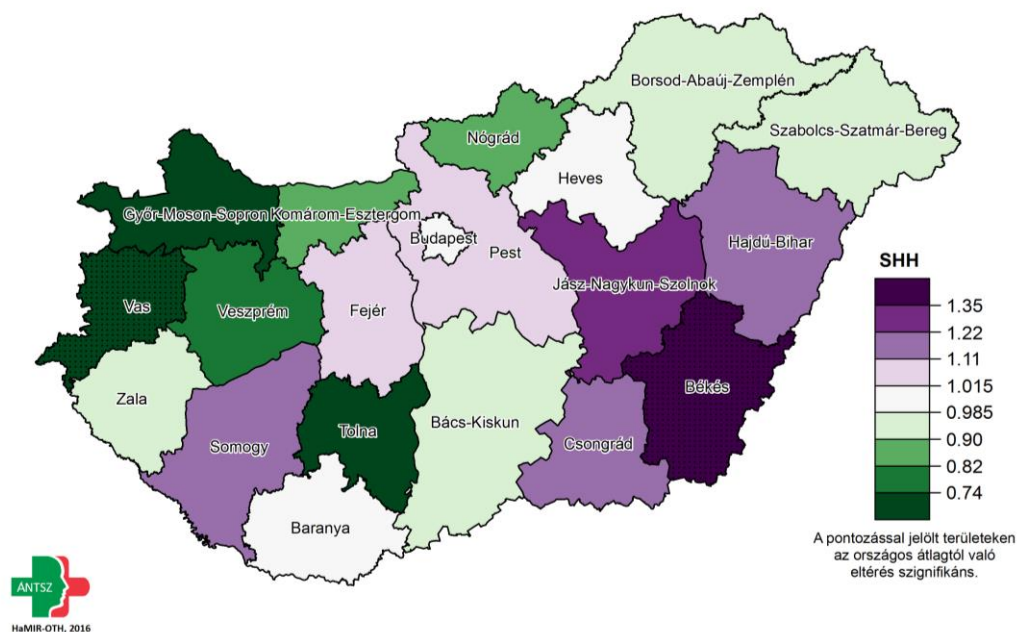 Borsod-Abaúj-Zemplén
Szabolcs-Szatmár-Bereg
Nógrád
Heves
Győr-Moson-Sopron
Komárom-Esztergom
Budapest
Pest
Hajdú-Bihar
Jász-Nagykun-Szolnok
Vas
Veszprém
Fejér
Békés
Zala
Somogy
Tolna
Bács-Kiskun
Csongrád
Baranya
SHH
1.35
1.22
1.11
1.015
0.985
0.90
0.82
0.74
A pontozással jelölt területeken
az országos átlagtól való
eltérés szignifikáns.
ÁNTSZ
HaMIR-OTH, 2016